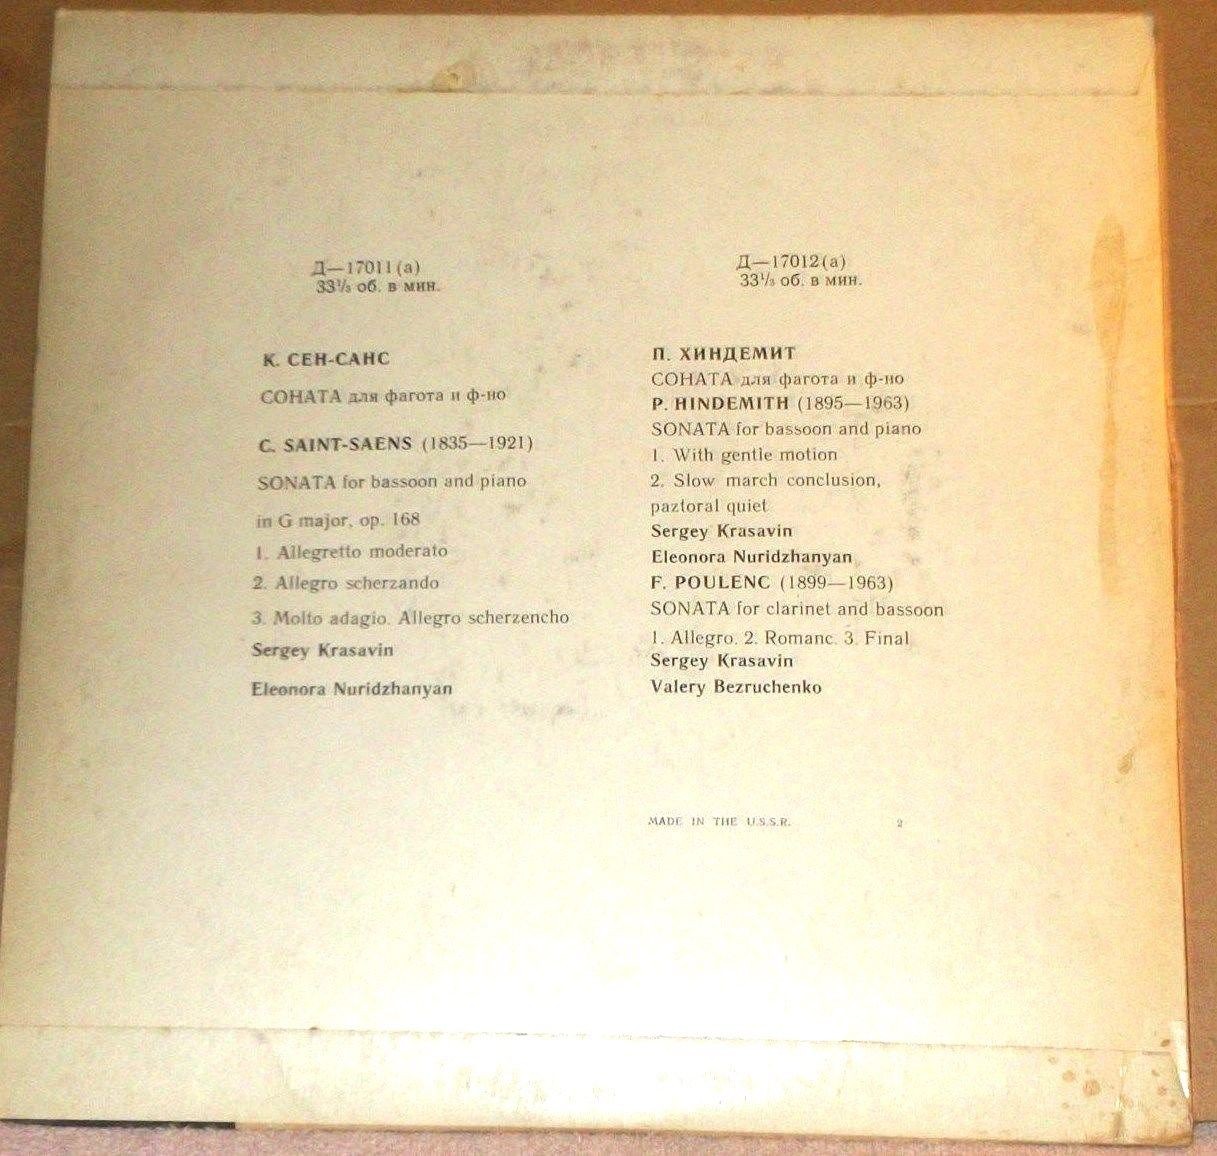 Д—17011(а)
33⅓ об. в мин.
К. СЕН-САНС
СОНАТА для фагота и ф-но
C. SAINT-SAENS (1835—1921)
SONATA for bassoon and piano
in G major, op. 168
1. Allegretto moderato
2. Allegro scherzando
3. Molto adagio. Allegro scherzencho
Sergey Krasavin
Eleonora Nuridzhanyan
Д—17012(а)
33⅓ об. в мин.
П. ХИНДЕМИТ
СОНАТА для фагота и ф-но
P. HINDEMITH (1895—1963)
SONATA for bassoon and piano
1. With gentle motion
2. Slow march conclusion,
paztoral quiet
Sergey Krasavin
Eleonora Nuridzhanyan
F. POULENC (1899—1963)
SONATA for clarinet and bassoon
1. Allegro. 2. Romanc. 3. Final
Sergey Krasavin
Valery Bezruchenko
MADE IN THE U.S.S.R. 2